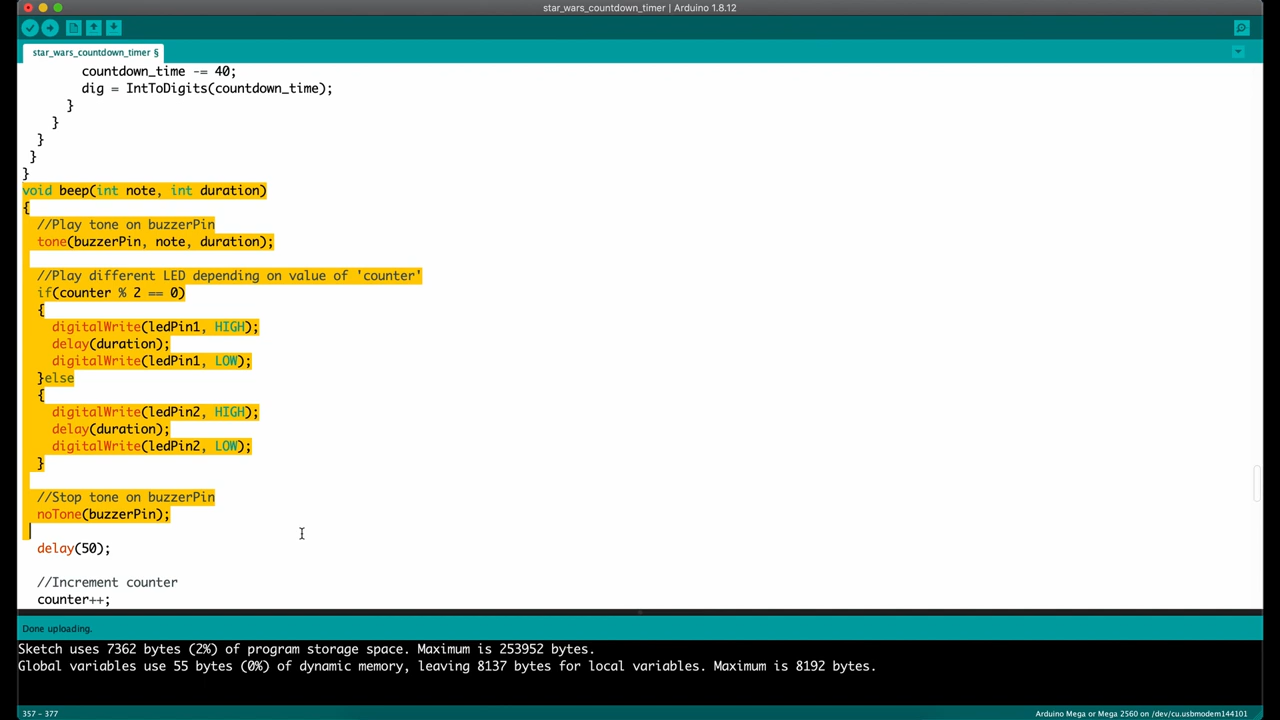 star_wars_countdown_timer | Arduino 1.8.12
star_wars_countdown_timer §
countdown_time -= 40;
dig = IntToDigits(countdown_time);
}
}
}
}
}
void beep(int note, int duration)
{
//Play tone on buzzerPin
tone(buzzerPin, note, duration);
//Play different LED depending on value of 'counter'
if(counter % 2 == 0)
{
digitalWrite(ledPin1, HIGH);
delay(duration);
digitalWrite(ledPin1, LOW);
}else
{
digitalWrite(ledPin2, HIGH);
delay(duration);
digitalWrite(ledPin2, LOW);
}
//Stop tone on buzzerPin
noTone(buzzerPin);
delay(50);
//Increment counter
counter++;
Done uploading.
Sketch uses 7362 bytes (2%) of program storage space. Maximum is 253952 bytes.
Global variables use 55 bytes (0%) of dynamic memory, leaving 8137 bytes for local variables. Maximum is 8192 bytes.
357 - 377
Arduino Mega or Mega 2560 on /dev/cu.usbmodem144101